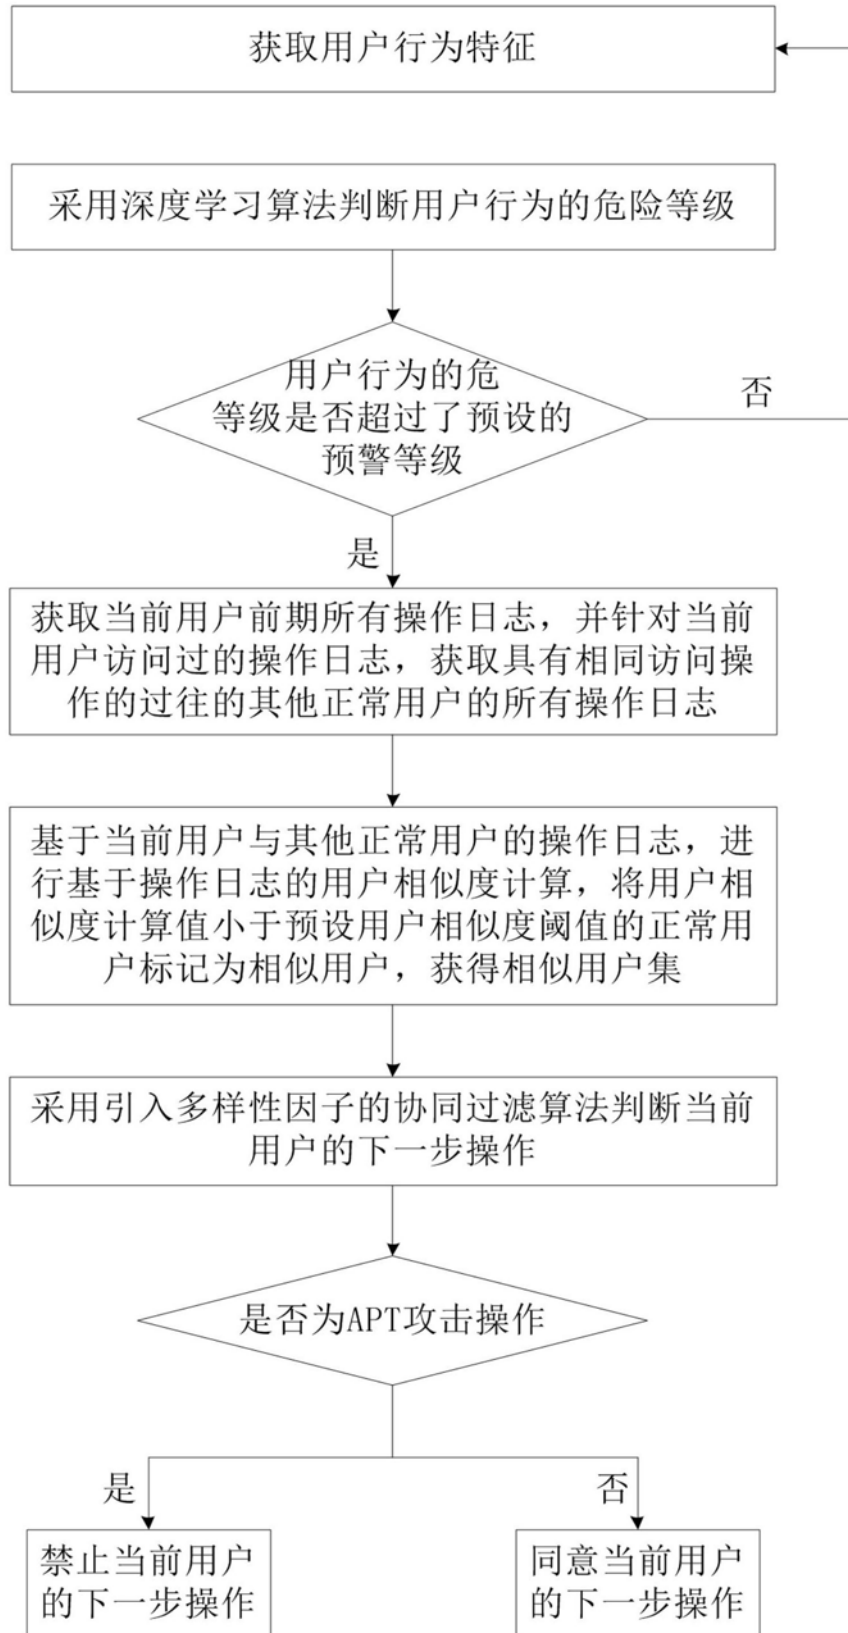 获取用户行为特征
采用深度学习算法判断用户行为的危险等级
用户行为的危
等级是否超过了预设的
预警等级
否
是
获取当前用户前期所有操作日志，并针对当前
用户访问过的操作日志，获取具有相同访问操
作的过往的其他正常用户的所有操作日志
基于当前用户与其他正常用户的操作日志，进
行基于操作日志的用户相似度计算，将用户相
似度计算值小于预设用户相似度阈值的正常用
户标记为相似用户，获得相似用户集
采用引入多样性因子的协同过滤算法判断当前
用户的下一步操作
是否为APT攻击操作
是
否
禁止当前用户
的下一步操作
同意当前用户
的下一步操作